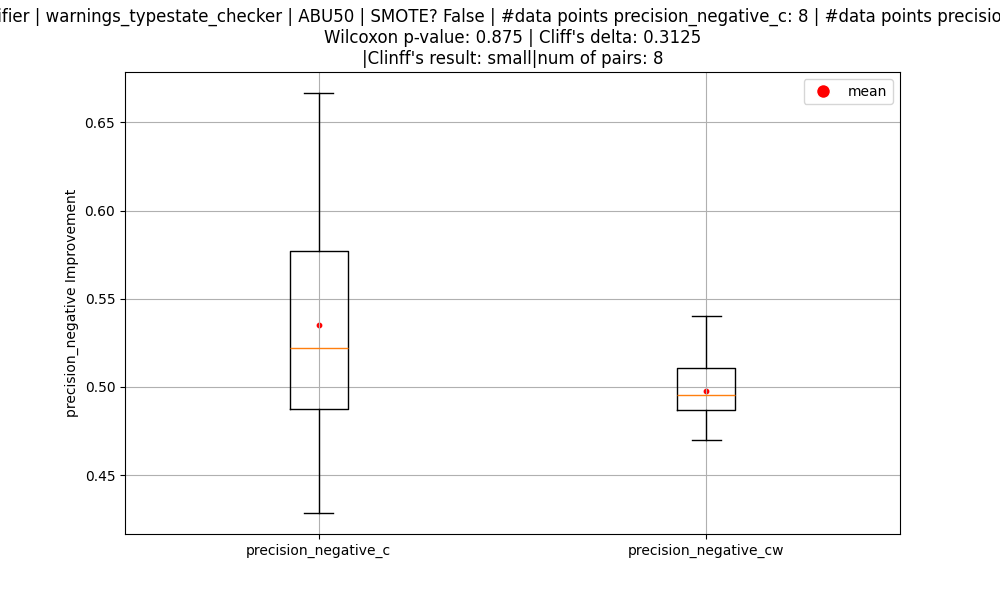 | warnings_typestate_checker | ABU50 | SMOTE? False | #data points precision_negative_c: 8 | #data points
Wilcoxon p-value: 0.875 | Cliff's delta: 0.3125
|Clinff's result: small|num of pairs: 8
mean
0.65
0.60
0.55
0.50
0.45
precision_negative Improvement
precision_negative_c
precision_negative_cw